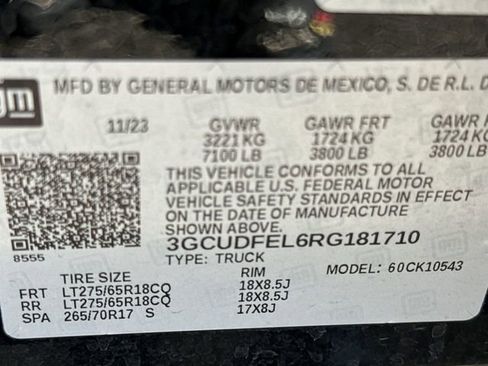 gm
MFD BY GENERAL MOTORS DE MEXICO, S. DE R.L. D
11/23 GVWR GAWR FRT GAWR
3221 KG 1724 KG 1724 KG
7100 LB 3800 LB 3800 LB
THIS VEHICLE CONFORMS TO ALL
APPLICABLE U.S. FEDERAL MOTOR
VEHICLE SAFETY STANDARDS IN EFFECT
ON THE DATE OF MANUFACTURE
SHOWN ABOVE.
3GCUDFEL6RG181710
8555 TYPE: TRUCK MODEL: 60CK10543
TIRE SIZE RIM
FRT LT275/65R18CQ 18X8.5J
RR LT275/65R18CQ 18X8.5J
SPA 265/70R17 S 17X8J